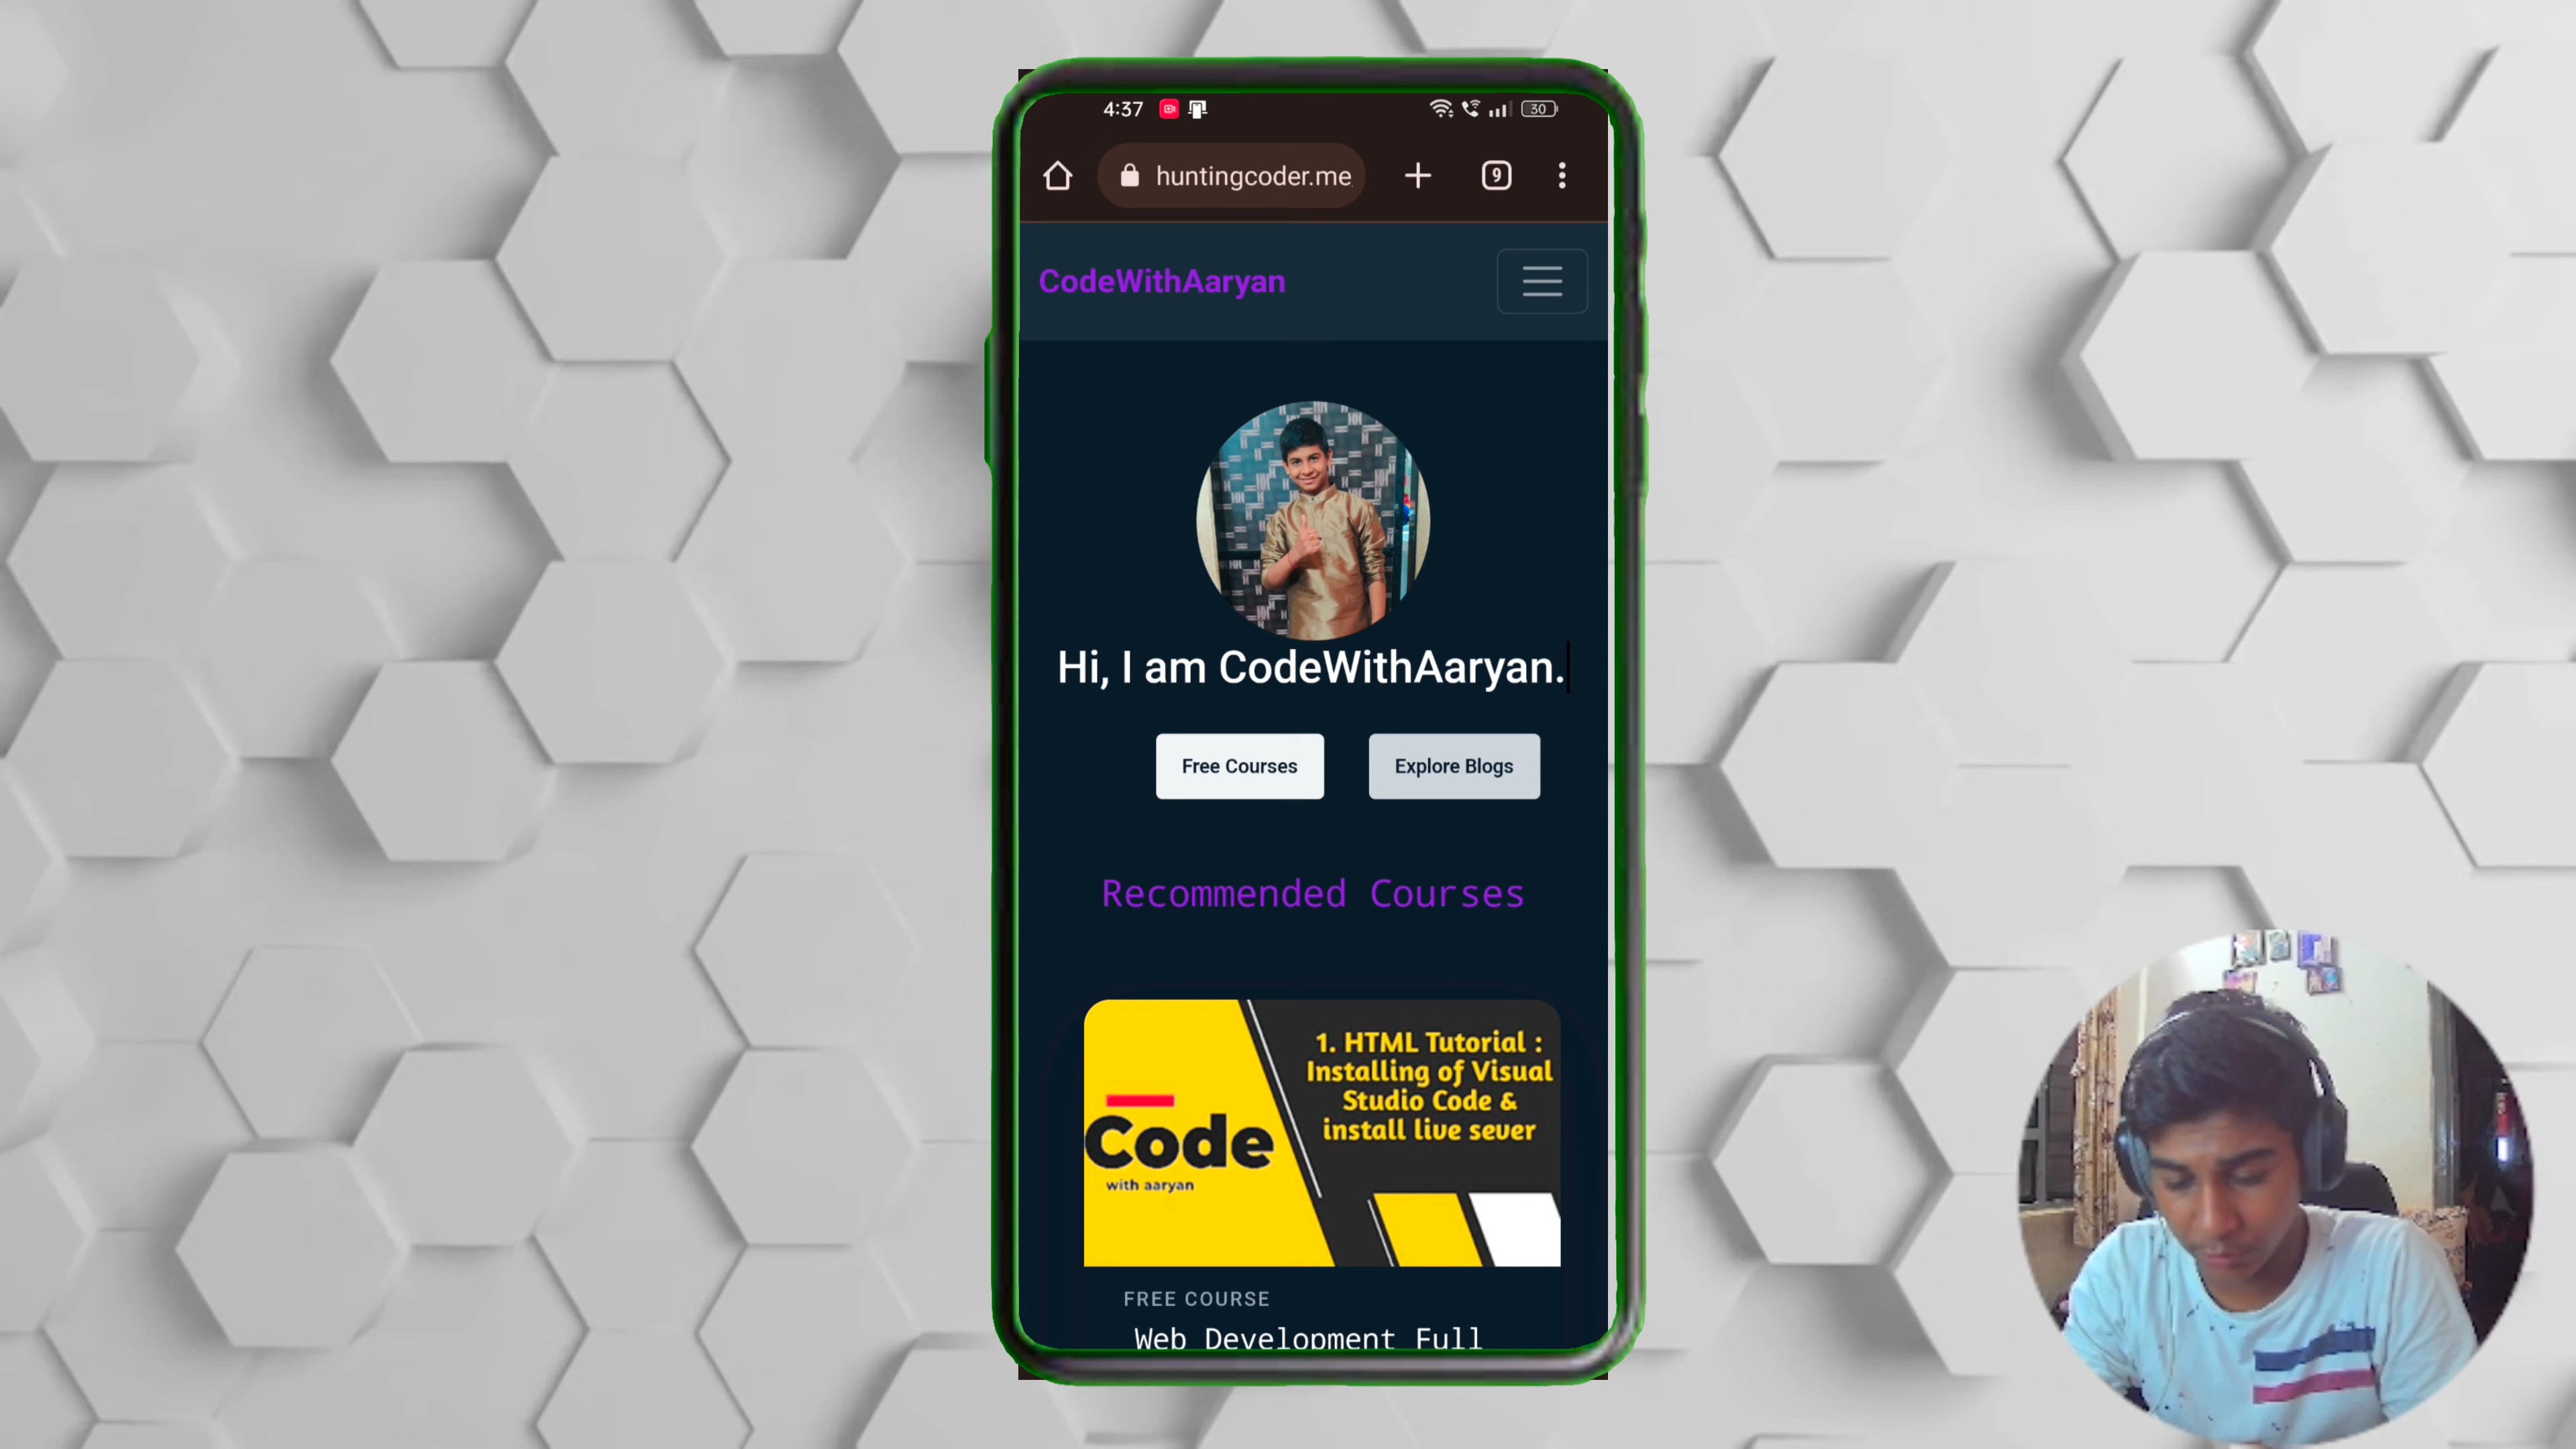 4:37
30
huntingcoder.me
9
CodeWithAaryan
Hi, I am CodeWithAaryan.
Free Courses
Explore Blogs
Recommended Courses
1. HTML Tutorial :
Installing of Visual
Studio Code &
install live sever
Code
with aaryan
FREE COURSE
Web Development Full